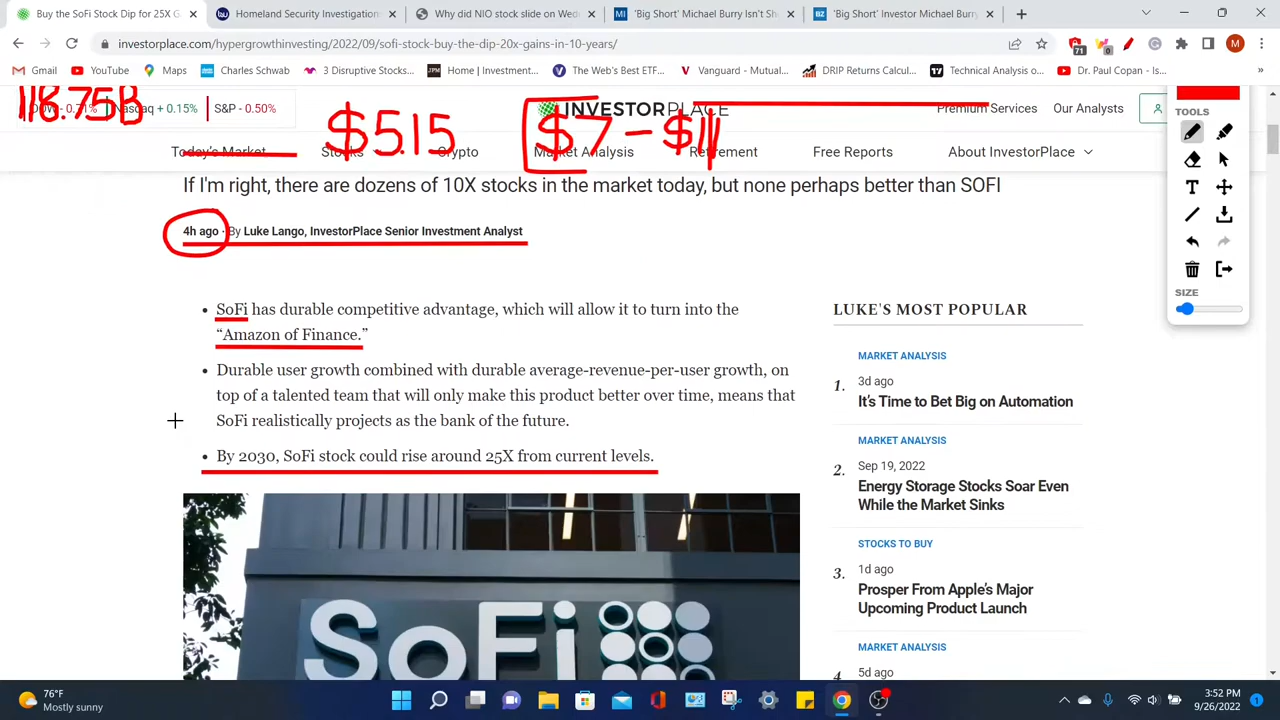 Buy the SoFi Stock Dip for 25X G
Homeland Security Investigation
Why did NIO stock slide on Wedn
'Big Short' Michael Burry Isn't Sh
'Big Short' Investor Michael Burry
investorplace.com/hypergrowthinvesting/2022/09/sofi-stock-buy-the-dip-20x-gains-in-10-years/
71
0
M
Gmail
YouTube
Maps
Charles Schwab
3 Disruptive Stocks...
Home | Investment...
The Web's Best ETF...
Vanguard - Mutual...
DRIP Returns Calcu...
Technical Analysis o...
Dr. Paul Copan - Is...
118.75B
DOW - 0.71%
Nasdaq + 0.15%
S&P - 0.50%
INVESTORPLACE
Premium Services
Our Analysts
$5.15
$7 - $11
Today's Market
Stocks
Crypto
Market Analysis
Retirement
Free Reports
About InvestorPlace
If I'm right, there are dozens of 10X stocks in the market today, but none perhaps better than SOFI
4h ago · By Luke Lango, InvestorPlace Senior Investment Analyst
• SoFi has durable competitive advantage, which will allow it to turn into the
“Amazon of Finance.”
• Durable user growth combined with durable average-revenue-per-user growth, on
top of a talented team that will only make this product better over time, means that
SoFi realistically projects as the bank of the future.
• By 2030, SoFi stock could rise around 25X from current levels.
SoFi
LUKE'S MOST POPULAR
MARKET ANALYSIS
1.
3d ago
It’s Time to Bet Big on Automation
MARKET ANALYSIS
2.
Sep 19, 2022
Energy Storage Stocks Soar Even
While the Market Sinks
STOCKS TO BUY
3.
1d ago
Prosper From Apple’s Major
Upcoming Product Launch
MARKET ANALYSIS
4.
5d ago
TOOLS
T
SIZE
76°F
Mostly sunny
3:52 PM
9/26/2022
1